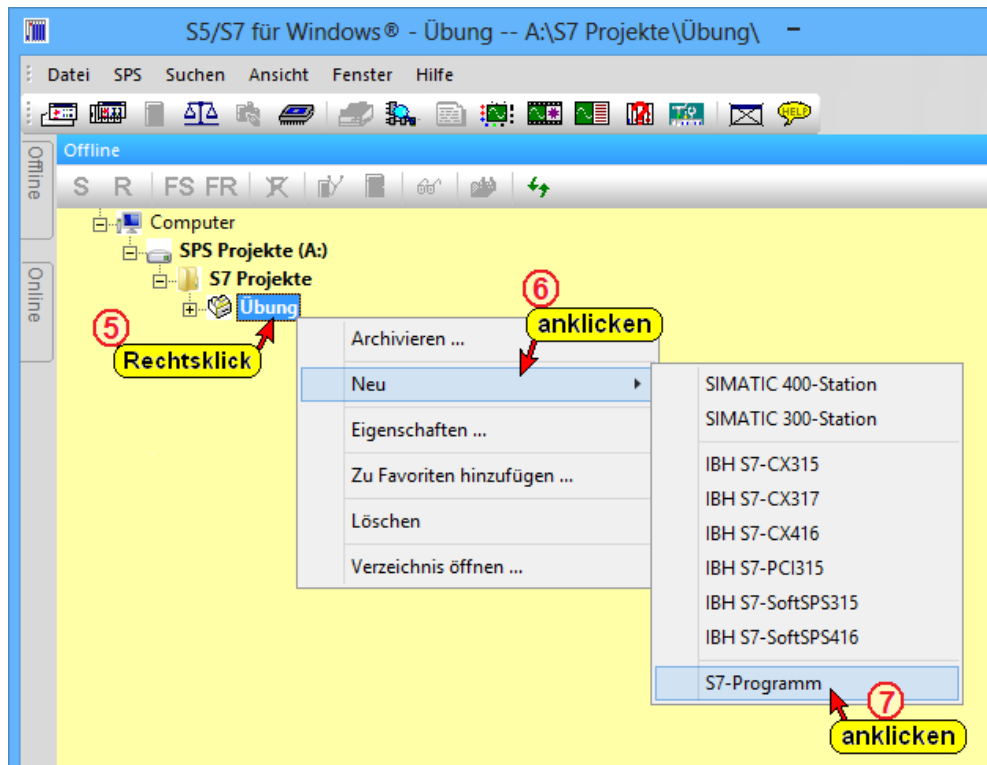 S5/S7 für Windows® - Übung -- A:\S7 Projekte\Übung\
Datei SPS Suchen Ansicht Fenster Hilfe
HELP
Offline
Offline
S R FS FR
Online
Computer
SPS Projekte (A:)
S7 Projekte
Übung
5
Rechtsklick
6
anklicken
Archivieren ...
Neu
Eigenschaften ...
Zu Favoriten hinzufügen ...
Löschen
Verzeichnis öffnen ...
SIMATIC 400-Station
SIMATIC 300-Station
IBH S7-CX315
IBH S7-CX317
IBH S7-CX416
IBH S7-PCI315
IBH S7-SoftSPS315
IBH S7-SoftSPS416
S7-Programm
7
anklicken